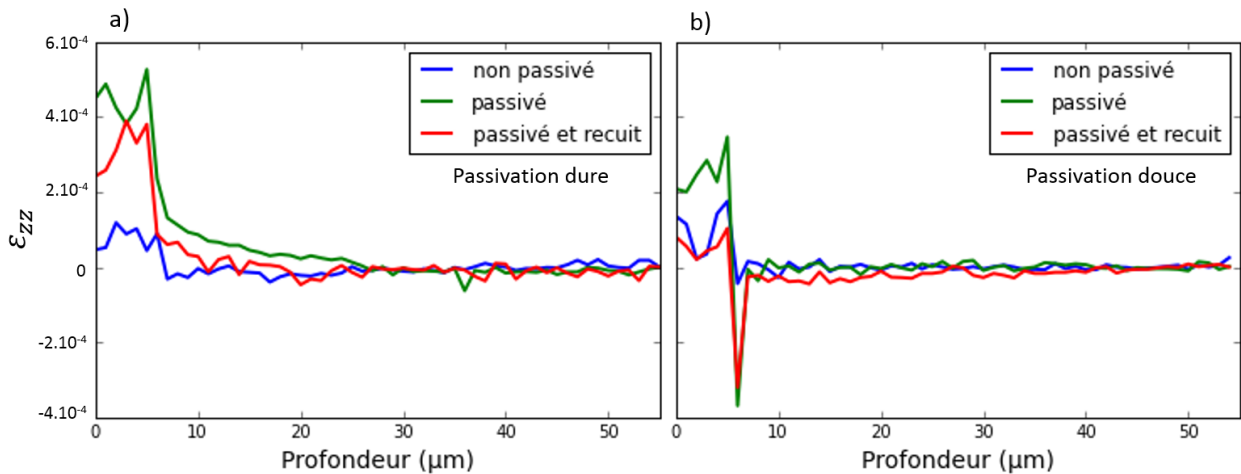 a)
6.10⁻⁴
4.10⁻⁴
2.10⁻⁴
0
-2.10⁻⁴
-4.10⁻⁴
εzz
non passivé
passivé
passivé et recuit
Passivation dure
0 10 20 30 40 50
Profondeur (µm)
b)
non passivé
passivé
passivé et recuit
Passivation douce
0 10 20 30 40 50
Profondeur (µm)